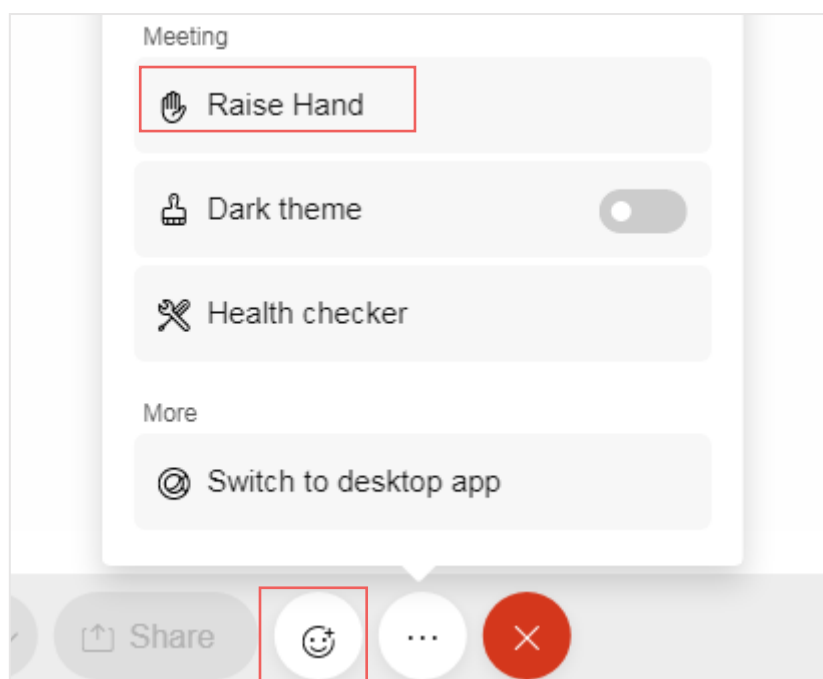 Meeting
Raise Hand
Dark theme
Health checker
More
Switch to desktop app
Share